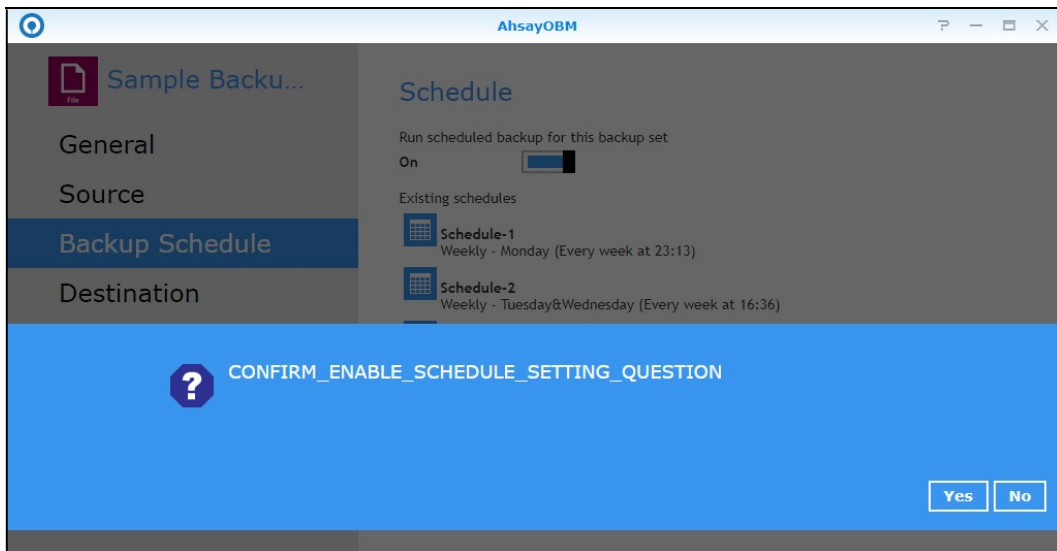 AhsayOBM
File
Sample Backu...
General
Source
Backup Schedule
Destination
Schedule
Run scheduled backup for this backup set
On
Existing schedules
Schedule-1
Weekly - Monday (Every week at 23:13)
Schedule-2
Weekly - Tuesday&Wednesday (Every week at 16:36)
CONFIRM_ENABLE_SCHEDULE_SETTING_QUESTION
Yes No